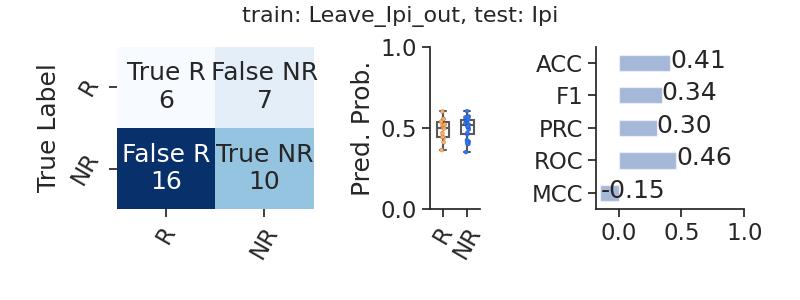 train: Leave_Ipi_out, test: Ipi
True Label
R
NR
True R
6
False NR
7
False R
16
True NR
10
R
NR
Pred. Prob.
1.0
0.5
0.0
R
NR
ACC
F1
PRC
ROC
MCC
0.41
0.34
0.30
0.46
-0.15
0.0
0.5
1.0